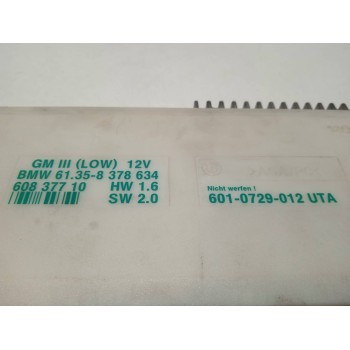 GM III (LOW) 12V
BMW 61.35-8 378 634
608 377 10 HW 1.6
SW 2.0
Nicht werfen !
601-0729-012 UTA